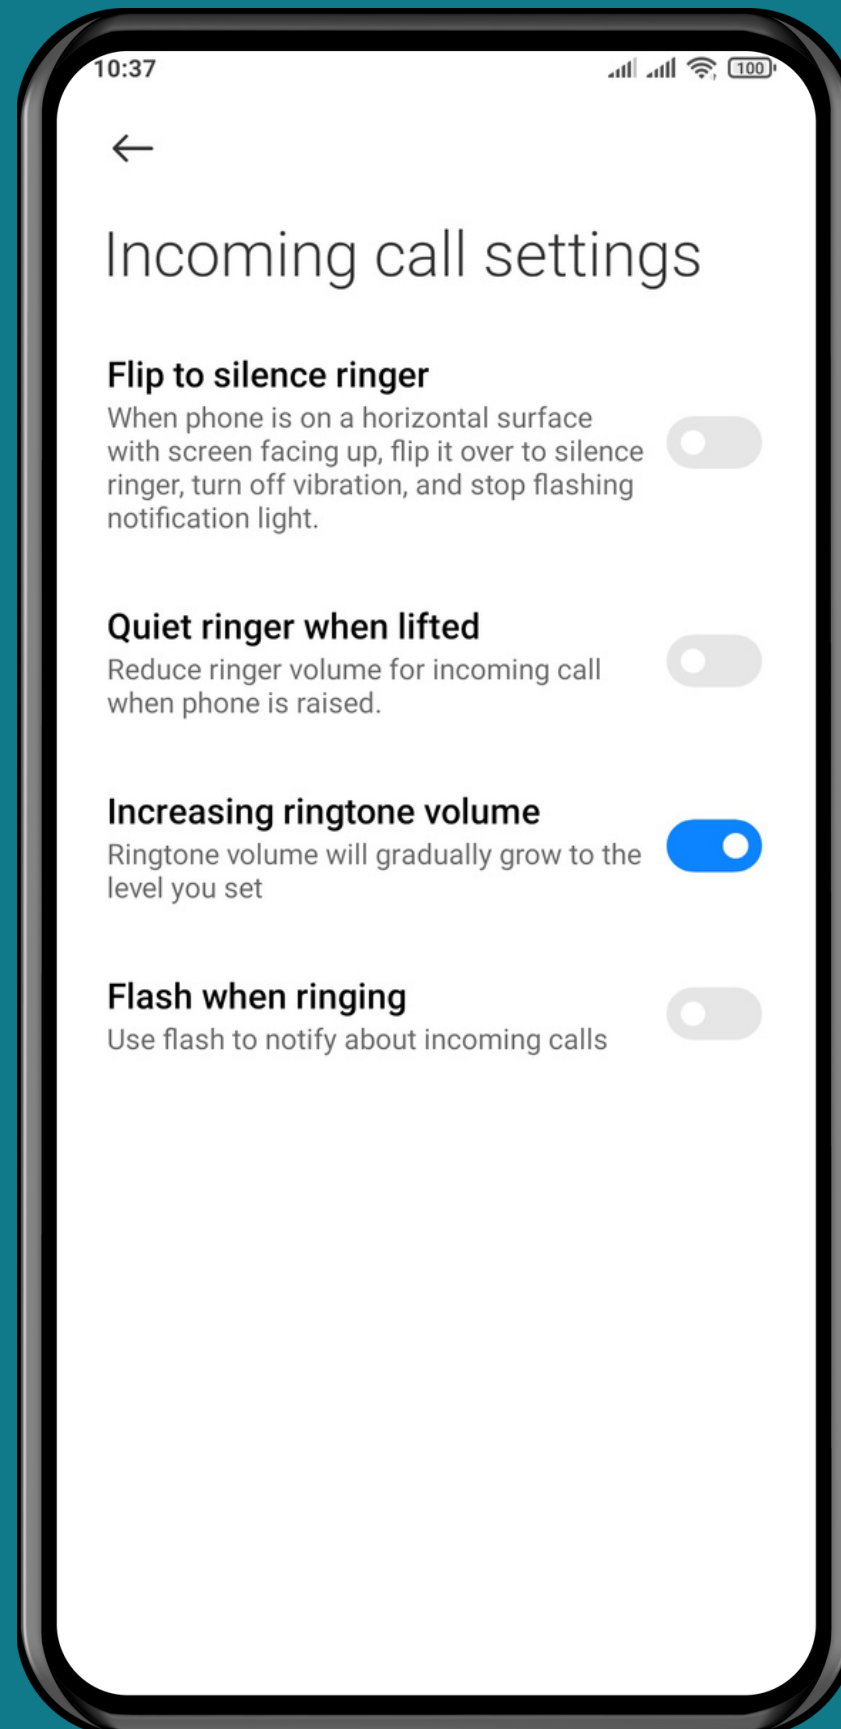 10:37
100
Incoming call settings
Flip to silence ringer
When phone is on a horizontal surface
with screen facing up, flip it over to silence
ringer, turn off vibration, and stop flashing
notification light.
Quiet ringer when lifted
Reduce ringer volume for incoming call
when phone is raised.
Increasing ringtone volume
Ringtone volume will gradually grow to the
level you set
Flash when ringing
Use flash to notify about incoming calls